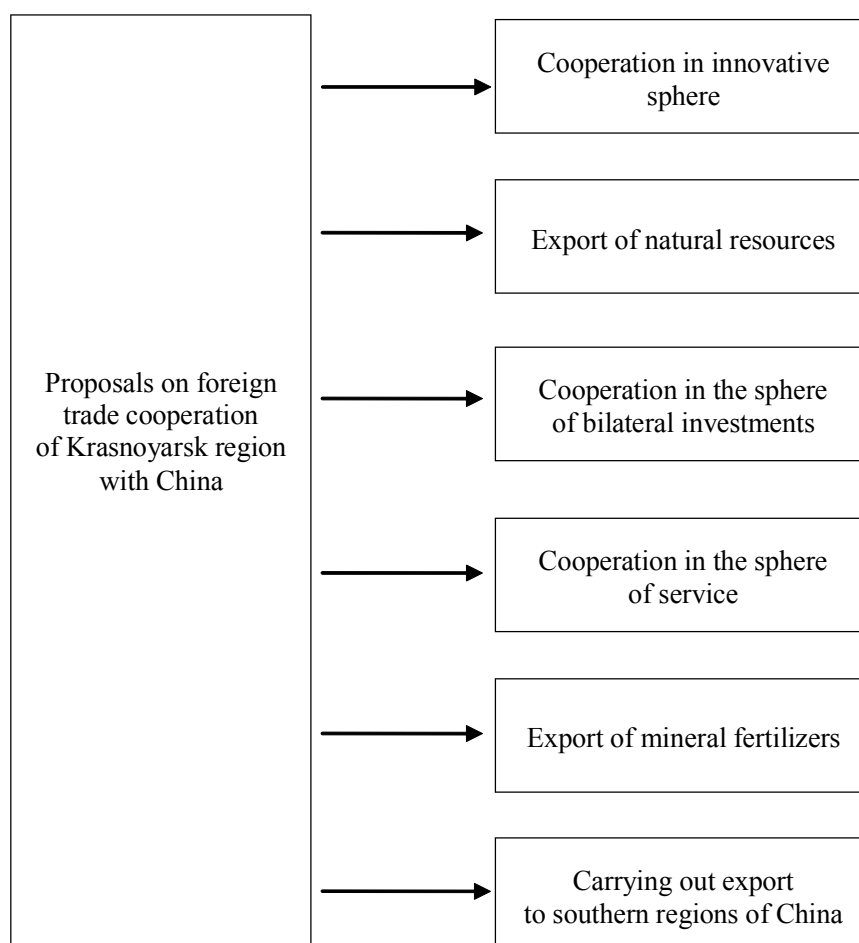 Cooperation in innovative
sphere
Export of natural resources
Proposals on foreign
trade cooperation
of Krasnoyarsk region
with China
Cooperation in the sphere
of bilateral investments
Cooperation in the sphere
of service
Export of mineral fertilizers
Carrying out export
to southern regions of China